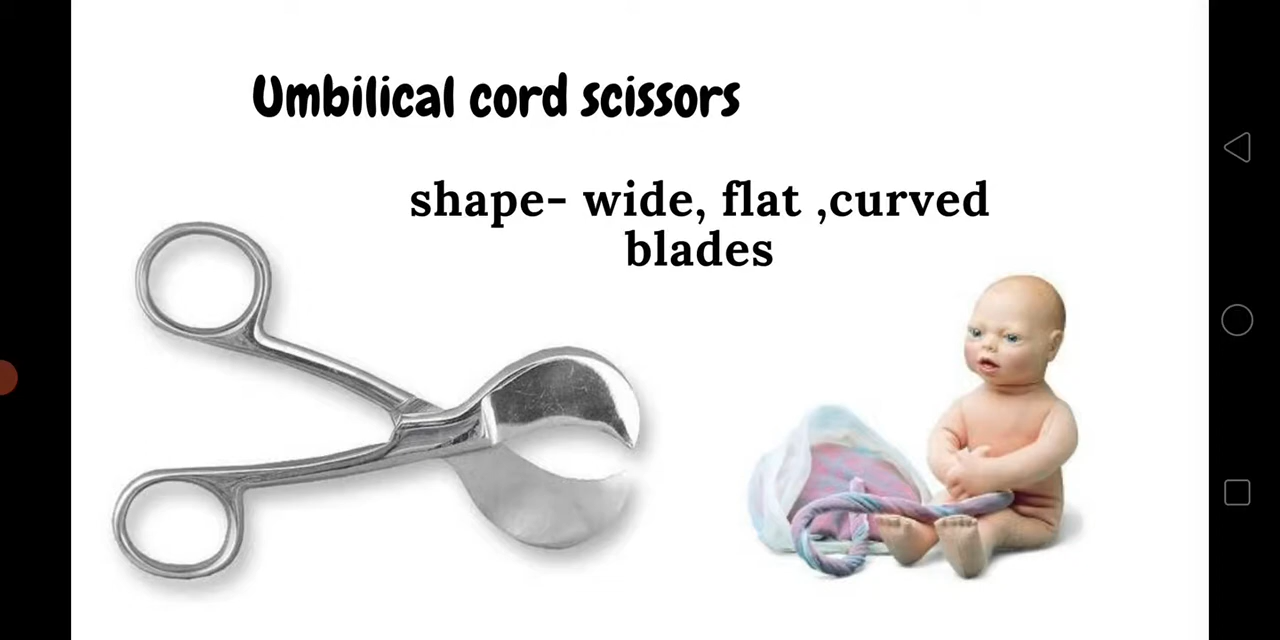 Umbilical cord scissors
shape- wide, flat ,curved
blades